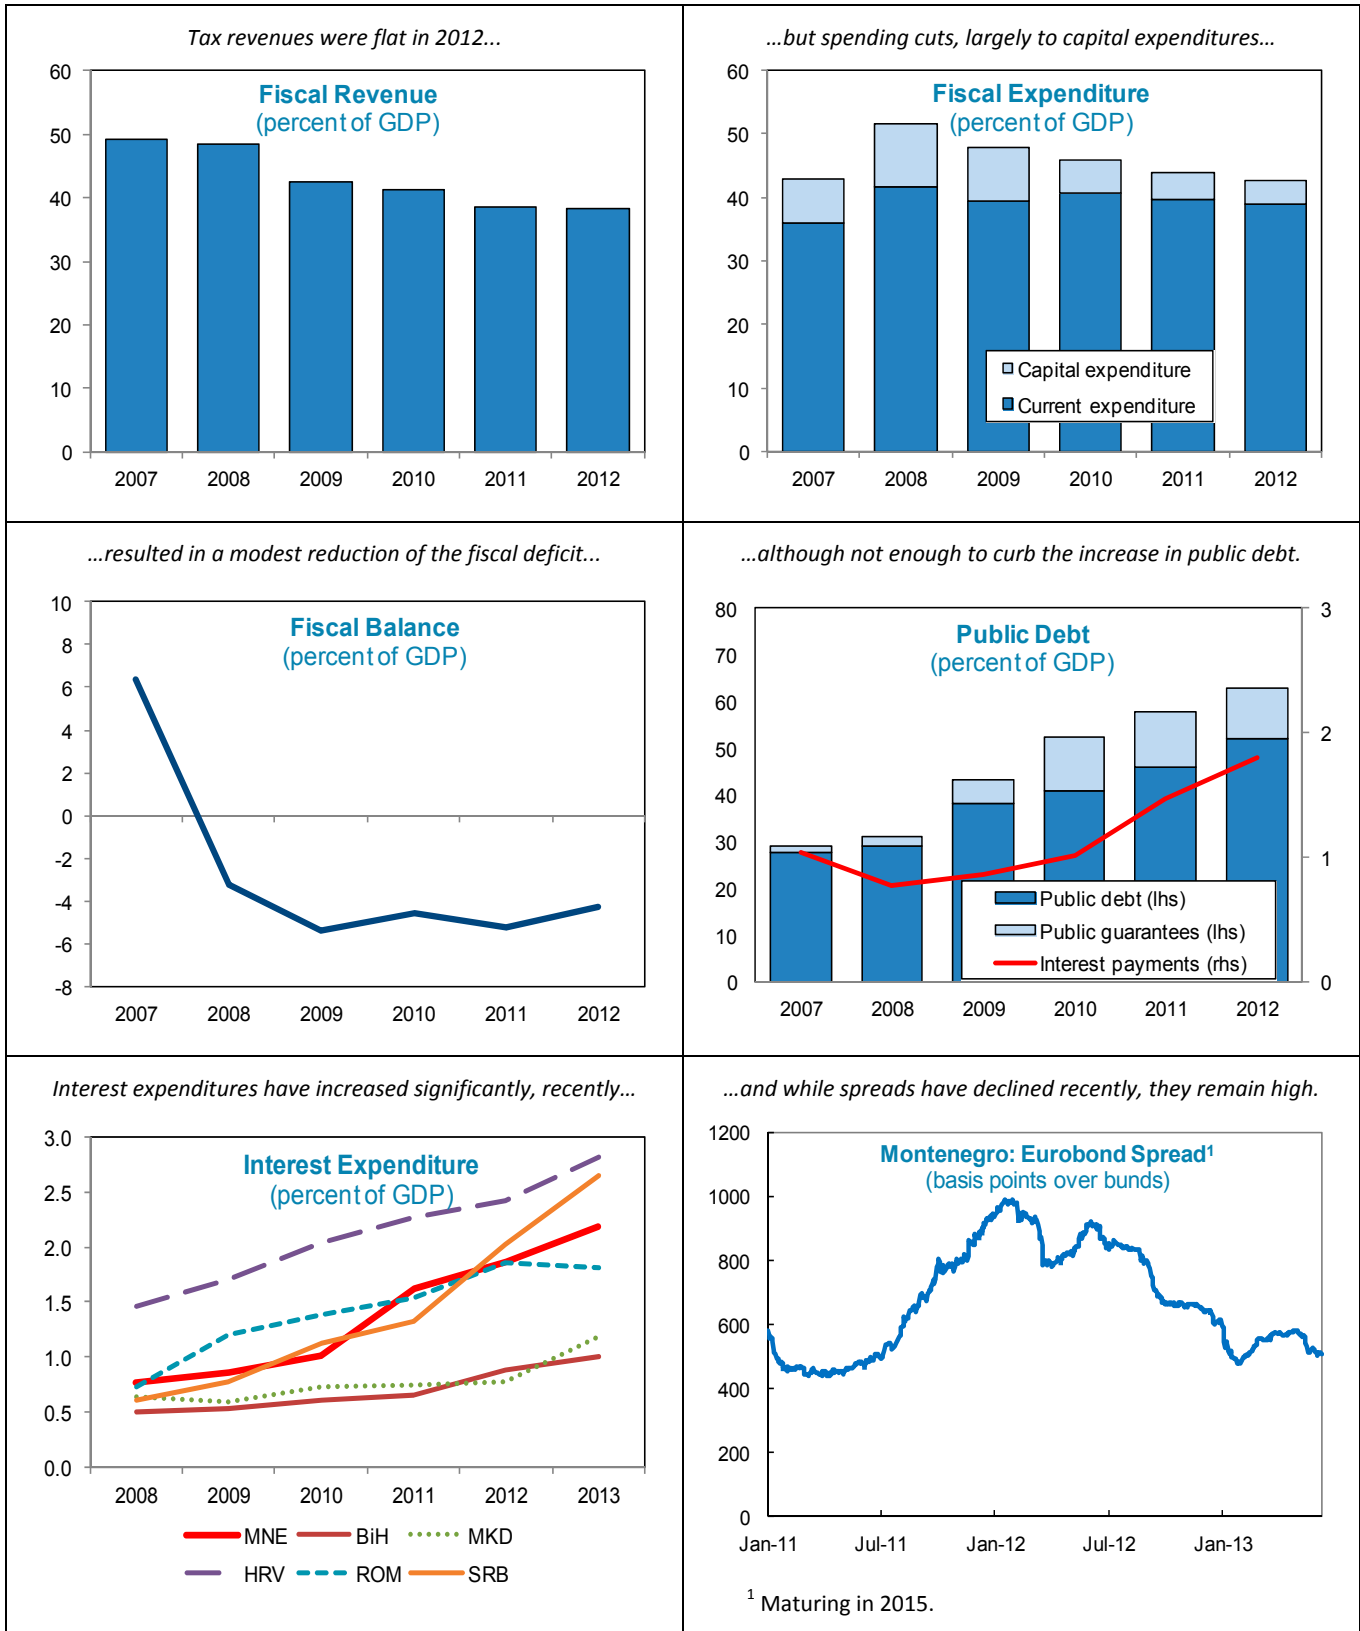 Tax revenues were flat in 2012...
Fiscal Revenue
(percent of GDP)
60
50
40
30
20
10
0
2007 2008 2009 2010 2011 2012
...but spending cuts, largely to capital expenditures...
Fiscal Expenditure
(percent of GDP)
60
50
40
30
20
10
0
Capital expenditure
Current expenditure
2007 2008 2009 2010 2011 2012
...resulted in a modest reduction of the fiscal deficit...
Fiscal Balance
(percent of GDP)
10
8
6
4
2
0
-2
-4
-6
-8
2007 2008 2009 2010 2011 2012
...although not enough to curb the increase in public debt.
Public Debt
(percent of GDP)
80
70
60
50
40
30
20
10
0
3
2
1
0
Public debt (lhs)
Public guarantees (lhs)
Interest payments (rhs)
2007 2008 2009 2010 2011 2012
Interest expenditures have increased significantly, recently...
Interest Expenditure
(percent of GDP)
3.0
2.5
2.0
1.5
1.0
0.5
0.0
2008 2009 2010 2011 2012 2013
MNE BiH MKD
HRV ROM SRB
...and while spreads have declined recently, they remain high.
Montenegro: Eurobond Spread¹
(basis points over bunds)
1200
1000
800
600
400
200
0
Jan-11 Jul-11 Jan-12 Jul-12 Jan-13
¹ Maturing in 2015.